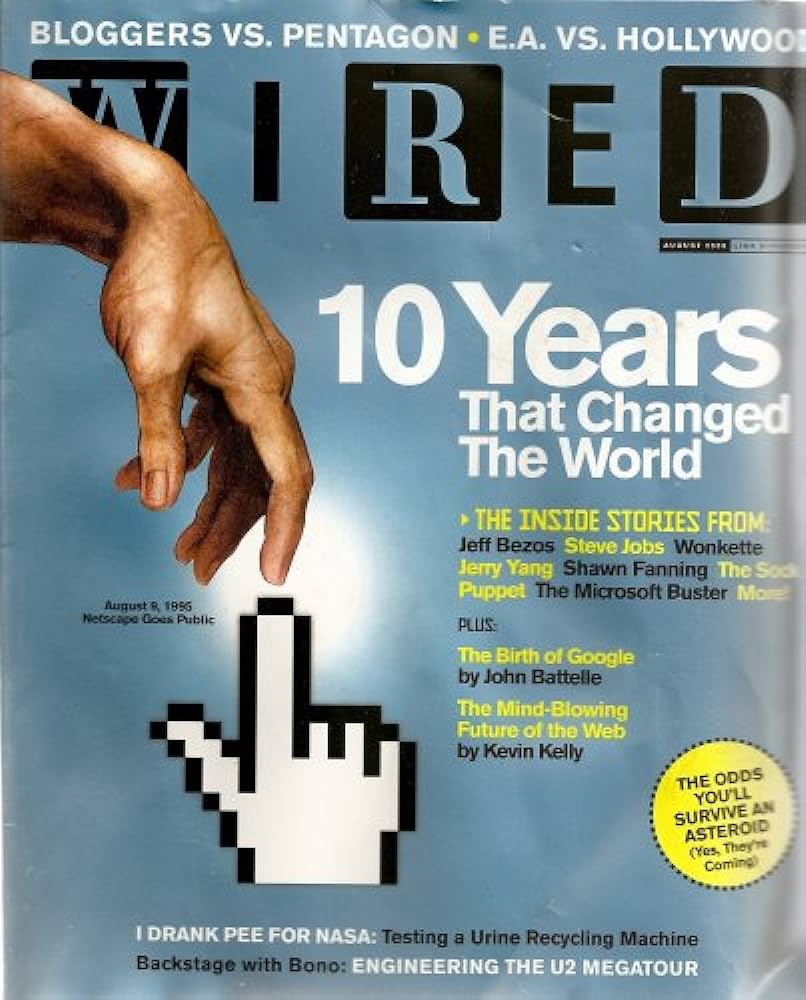 BLOGGERS VS. PENTAGON • E.A. VS. HOLLYWOOD
WIRED
10 Years
That Changed
The World
▸ THE INSIDE STORIES FROM:
Jeff Bezos Steve Jobs Wonkette
Jerry Yang Shawn Fanning The Sock
Puppet The Microsoft Buster More!
PLUS:
The Birth of Google
by John Battelle
The Mind-Blowing
Future of the Web
by Kevin Kelly
August 9, 1995
Netscape Goes Public
THE ODDS
YOU'LL
SURVIVE AN
ASTEROID
(Yes, They're
Coming)
I DRANK PEE FOR NASA: Testing a Urine Recycling Machine
Backstage with Bono: ENGINEERING THE U2 MEGATOUR